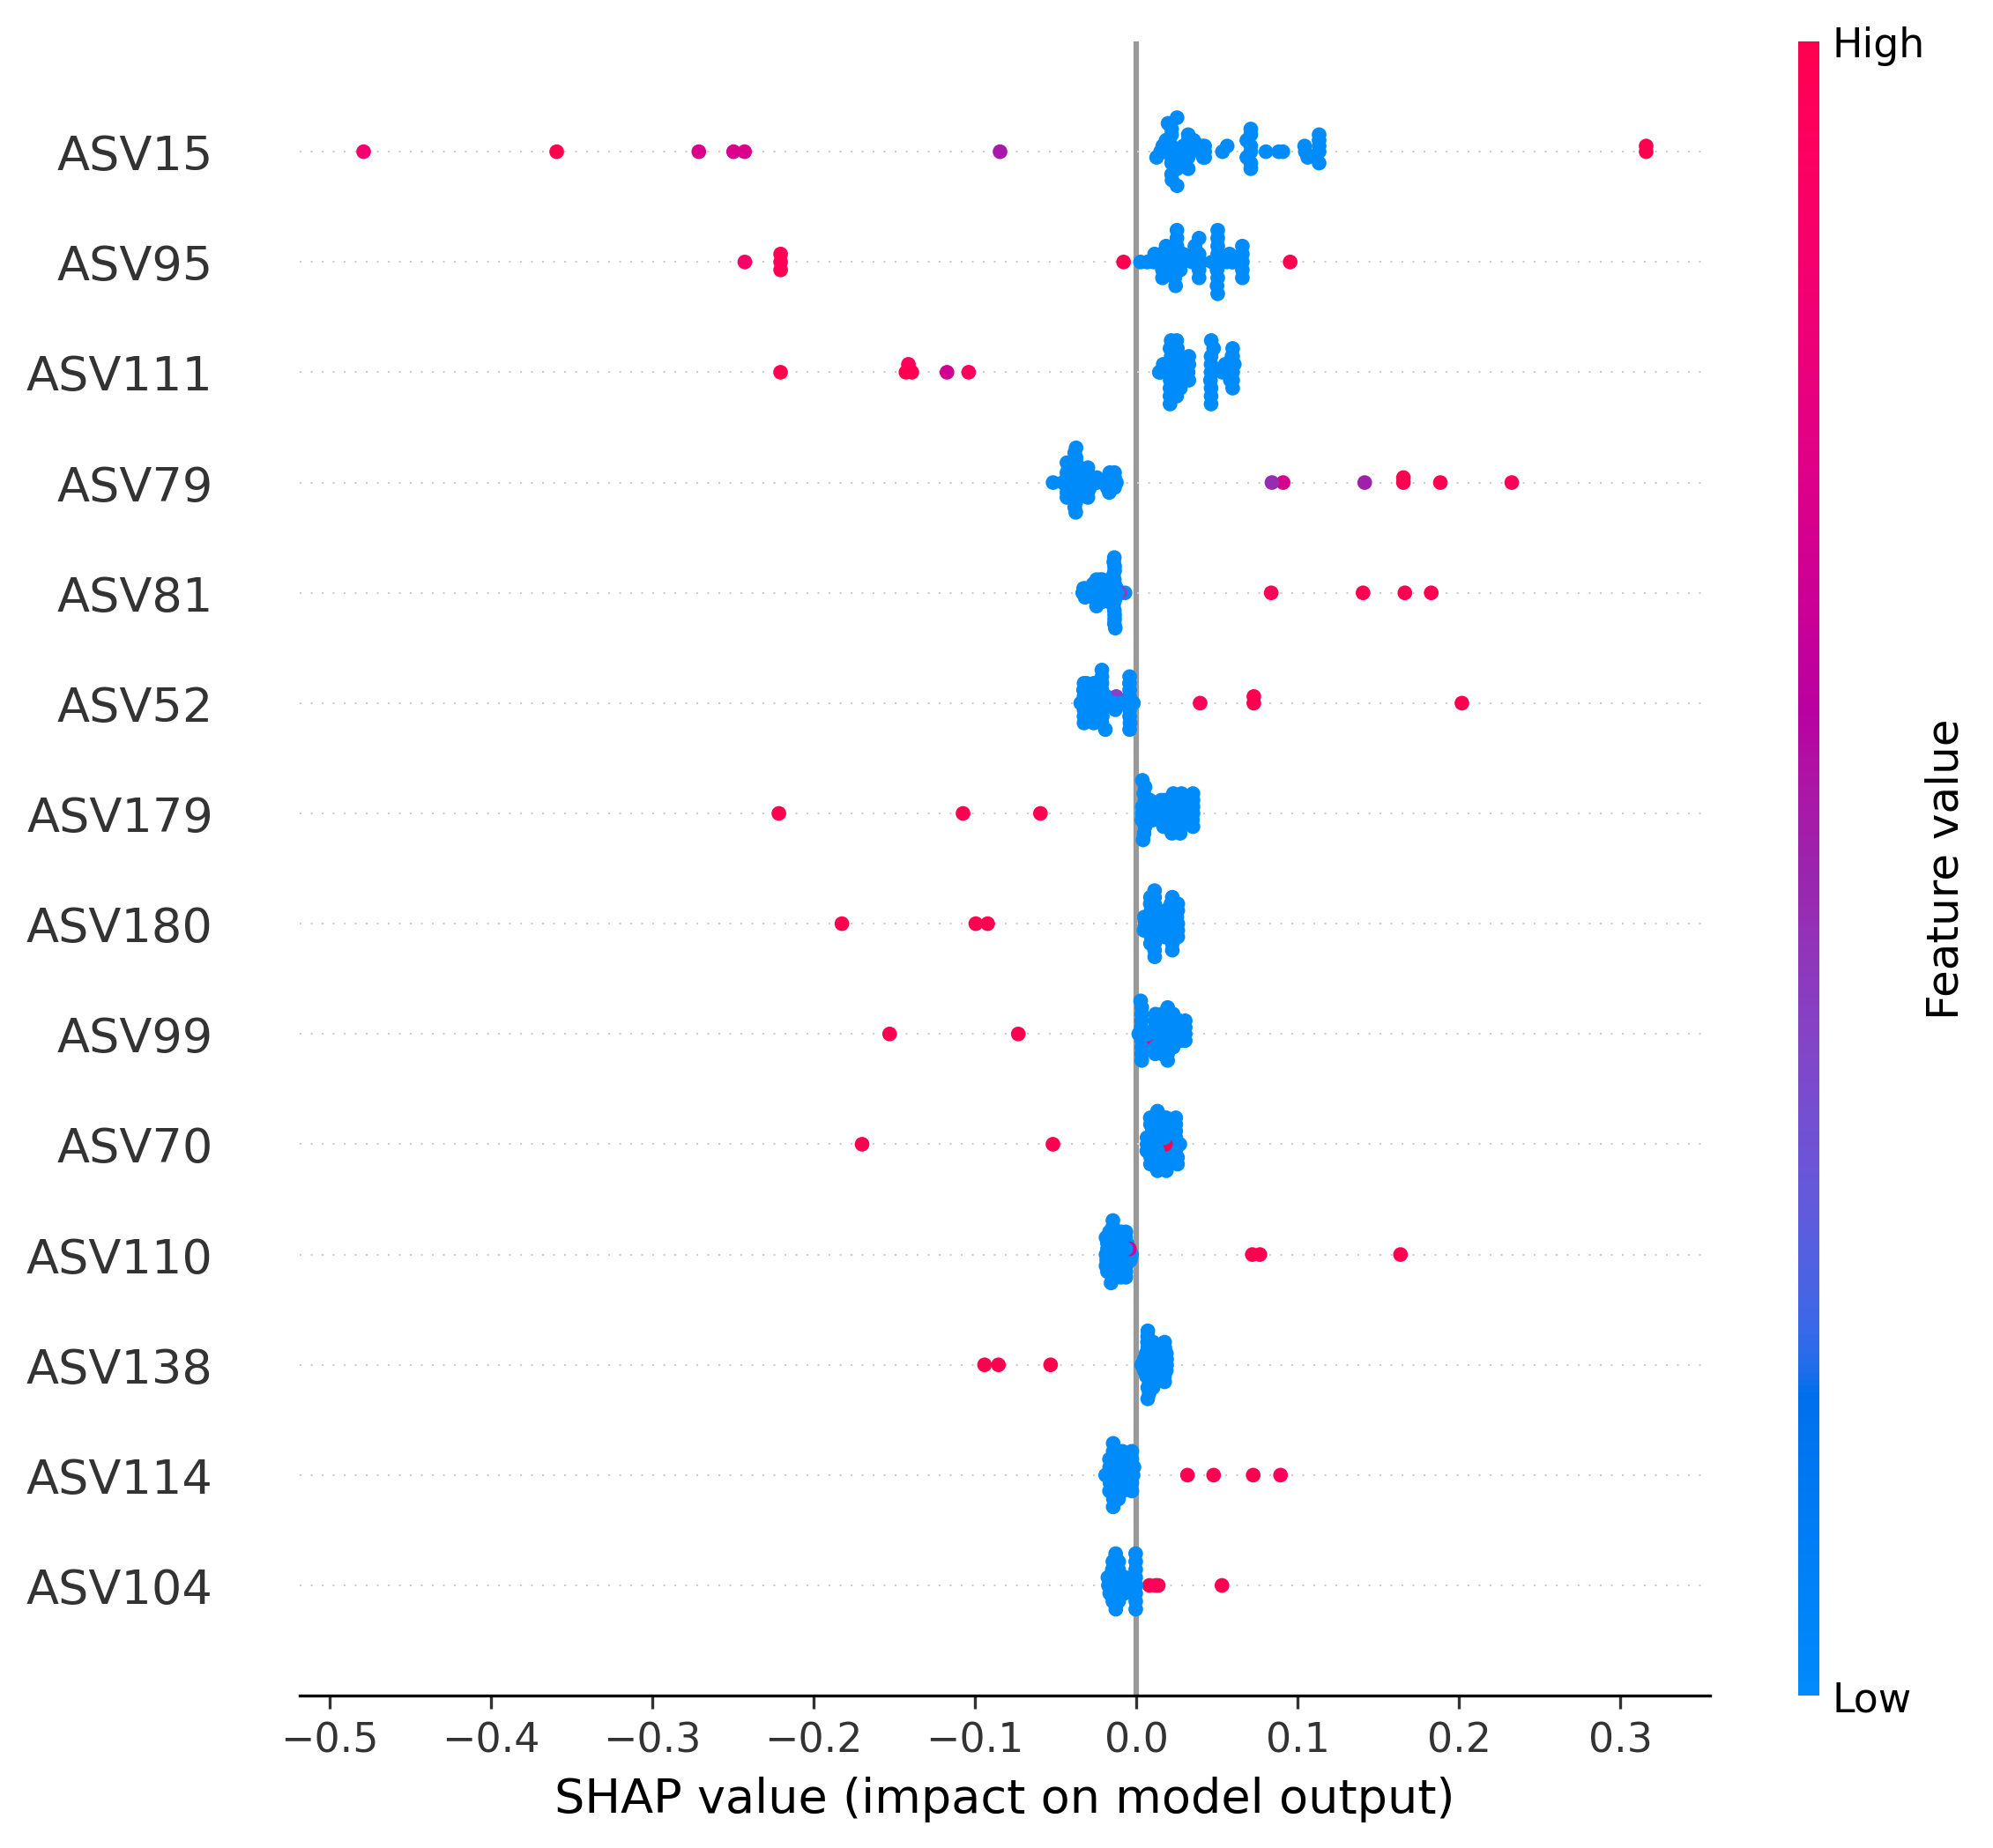 High
ASV15
ASV95
ASV111
ASV79
ASV81
ASV52
ASV179
ASV180
ASV99
ASV70
ASV110
ASV138
ASV114
ASV104
Feature value
Low
−0.5 −0.4 −0.3 −0.2 −0.1 0.0 0.1 0.2 0.3
SHAP value (impact on model output)